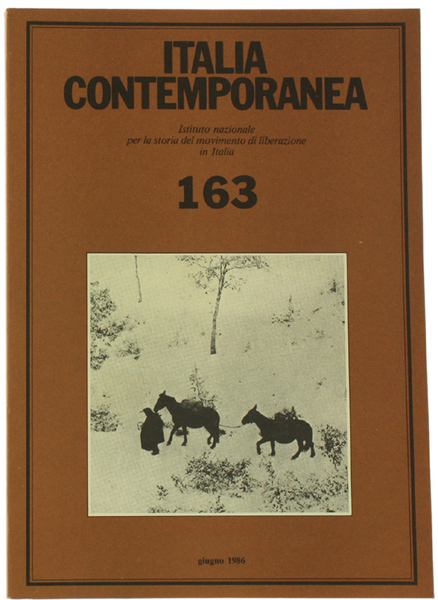 ITALIA
CONTEMPORANEA
Istituto nazionale
per la storia del movimento di liberazione
in Italia
163
giugno 1986